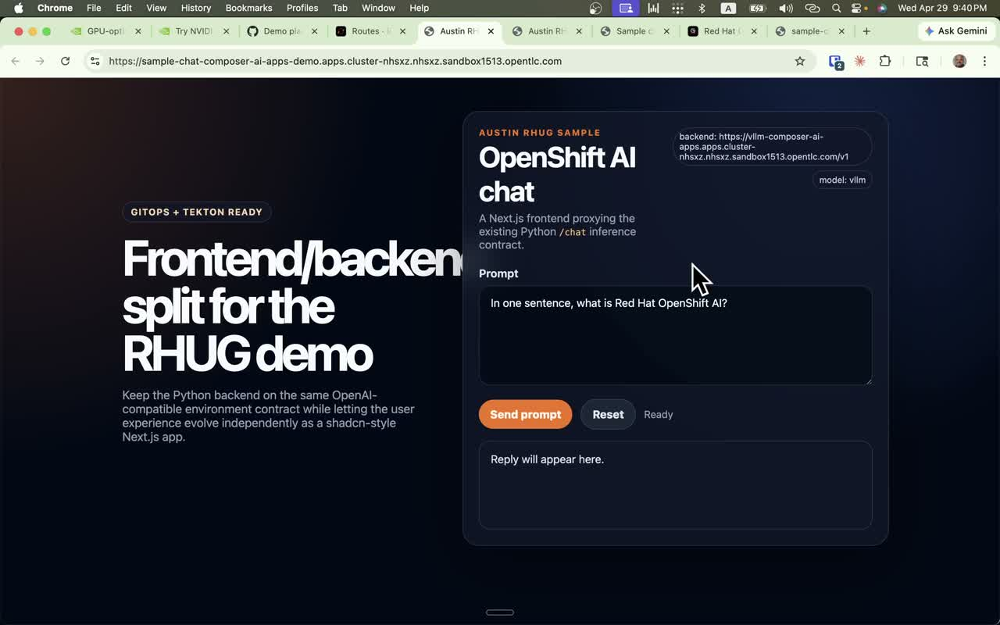 Chrome File Edit View History Bookmarks Profiles Tab Window Help
A
Wed Apr 29 9:40 PM
GPU-opti
Try NVIDI
Demo pla
Routes
Austin RH
Austin RH
Sample c
Red Hat
sample-c
Ask Gemini
https://sample-chat-composer-ai-apps-demo.apps.cluster-nhsxz.nhsxz.sandbox1513.opentlc.com
2
GITOPS + TEKTON READY
Frontend/backend
split for the
RHUG demo
Keep the Python backend on the same OpenAI-
compatible environment contract while letting the user
experience evolve independently as a shadcn-style
Next.js app.
AUSTIN RHUG SAMPLE
OpenShift AI
chat
A Next.js frontend proxying the
existing Python /chat inference
contract.
backend: https://vllm-composer-ai-
apps.apps.cluster-
nhsxz.nhsxz.sandbox1513.opentlc.com/v1
model: vllm
Prompt
In one sentence, what is Red Hat OpenShift AI?
Send prompt
Reset
Ready
Reply will appear here.